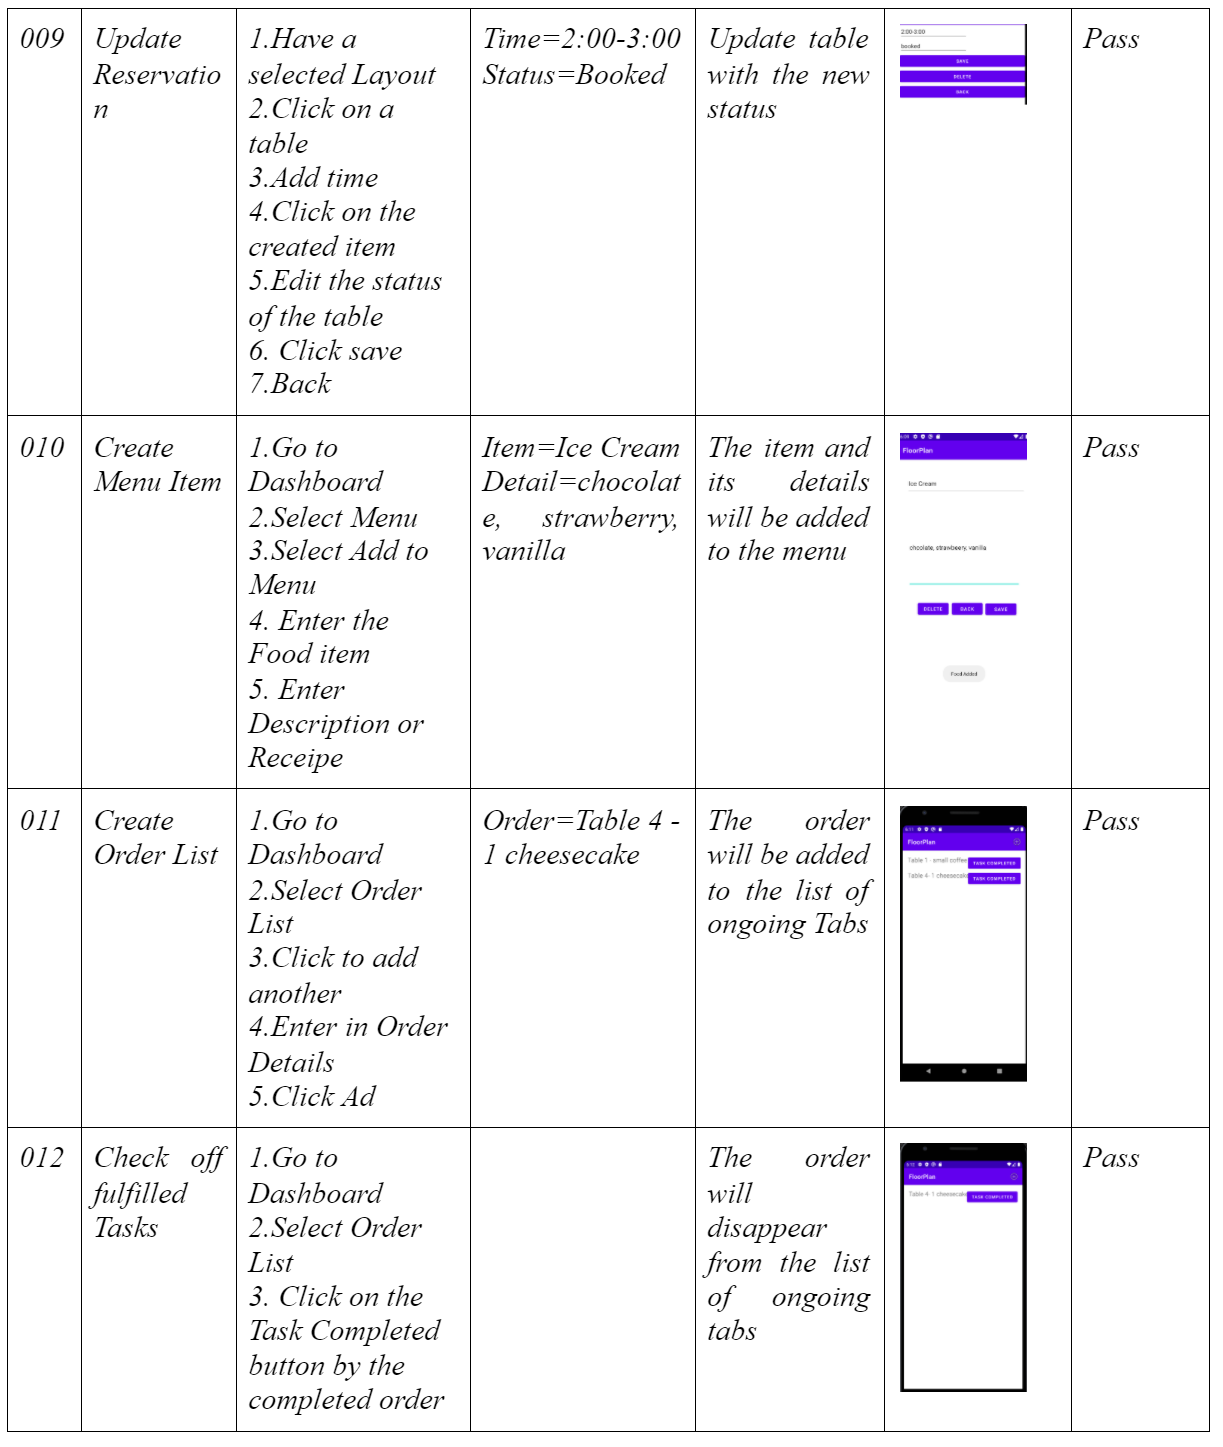 009
Update
Reservatio
n
1.Have a
selected Layout
2.Click on a
table
3.Add time
4.Click on the
created item
5.Edit the status
of the table
6. Click save
7.Back
Time=2:00-3:00
Status=Booked
Update table
with the new
status
2:00-3:00
booked
SAVE
DELETE
BACK
Pass
010
Create
Menu Item
1.Go to
Dashboard
2.Select Menu
3.Select Add to
Menu
4. Enter the
Food item
5. Enter
Description or
Receipe
Item=Ice Cream
Detail=chocolat
e, strawberry,
vanilla
The item and
its details
will be added
to the menu
FloorPlan
Ice Cream
chocolate, strawbeery, vanilla
DELETE
BACK
SAVE
Food Added
Pass
011
Create
Order List
1.Go to
Dashboard
2.Select Order
List
3.Click to add
another
4.Enter in Order
Details
5.Click Ad
Order=Table 4 -
1 cheesecake
The order
will be added
to the list of
ongoing Tabs
FloorPlan
Table 1 - small coffee
TASK COMPLETED
Table 4- 1 cheesecake
TASK COMPLETED
Pass
012
Check off
fulfilled
Tasks
1.Go to
Dashboard
2.Select Order
List
3. Click on the
Task Completed
button by the
completed order
The order
will
disappear
from the list
of ongoing
tabs
FloorPlan
Table 4- 1 cheesecake
TASK COMPLETED
Pass